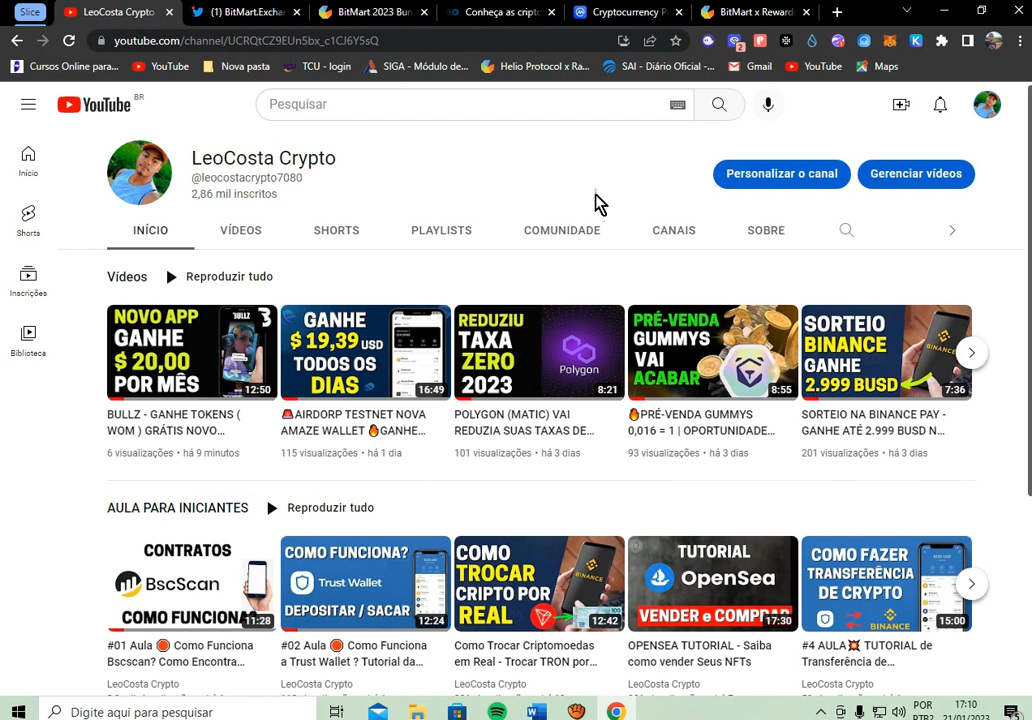 Slice
LeoCosta Crypto
(1) BitMart.Exchan
BitMart 2023 Bun
Conheça as cripto
Cryptocurrency P
BitMart x Reward
youtube.com/channel/UCRQtCZ9EUn5bx_c1CJ6Y5sQ
Cursos Online para...
YouTube
Nova pasta
TCU - login
SIGA - Módulo de...
Helio Protocol x Ra...
SAI - Diário Oficial -...
Gmail
YouTube
Maps
YouTube BR
Pesquisar
Início
Shorts
Inscrições
Biblioteca
LeoCosta Crypto
@leocostacrypto7080
2,86 mil inscritos
Personalizar o canal
Gerenciar vídeos
INÍCIO
VÍDEOS
SHORTS
PLAYLISTS
COMUNIDADE
CANAIS
SOBRE
Vídeos
Reproduzir tudo
NOVO APP
GANHE
$ 20,00
POR MÊS
BULLZ
12:50
GANHE
$ 19,39 USD
TODOS OS
DIAS
16:49
REDUZIU
TAXA
ZERO
2023
Polygon
8:21
PRÉ-VENDA
GUMMYS
VAI
ACABAR
8:55
SORTEIO
BINANCE
GANHE
2.999 BUSD
BINANCE
7:36
BULLZ - GANHE TOKENS (
WOM ) GRÁTIS NOVO...
6 visualizações • há 9 minutos
🚨AIRDORP TESTNET NOVA
AMAZE WALLET 🔥GANHE...
115 visualizações • há 1 dia
POLYGON (MATIC) VAI
REDUZIA SUAS TAXAS DE...
101 visualizações • há 3 dias
🔥PRÉ-VENDA GUMMYS
0,016 = 1 | OPORTUNIDADE...
93 visualizações • há 3 dias
SORTEIO NA BINANCE PAY -
GANHE ATÉ 2.999 BUSD N...
201 visualizações • há 3 dias
AULA PARA INICIANTES
Reproduzir tudo
CONTRATOS
BscScan
COMO FUNCIONA
11:28
COMO FUNCIONA?
Trust Wallet
DEPOSITAR / SACAR
12:24
COMO
TROCAR
CRIPTO POR
REAL
BINANCE
12:42
TUTORIAL
OpenSea
VENDER e COMPRAR
17:30
COMO FAZER
TRANSFERÊNCIA
DE CRYPTO
BINANCE
15:00
#01 Aula 🛑 Como Funciona
Bscscan? Como Encontra...
LeoCosta Crypto
#02 Aula 🛑 Como Funciona
a Trust Wallet ? Tutorial da...
LeoCosta Crypto
Como Trocar Criptomoedas
em Real - Trocar TRON por...
LeoCosta Crypto
OPENSEA TUTORIAL - Saiba
como vender Seus NFTs
LeoCosta Crypto
#4 AULA💥 TUTORIAL de
Transferência de...
LeoCosta Crypto
Digite aqui para pesquisar
POR
PTB2
17:10
21/01/2023